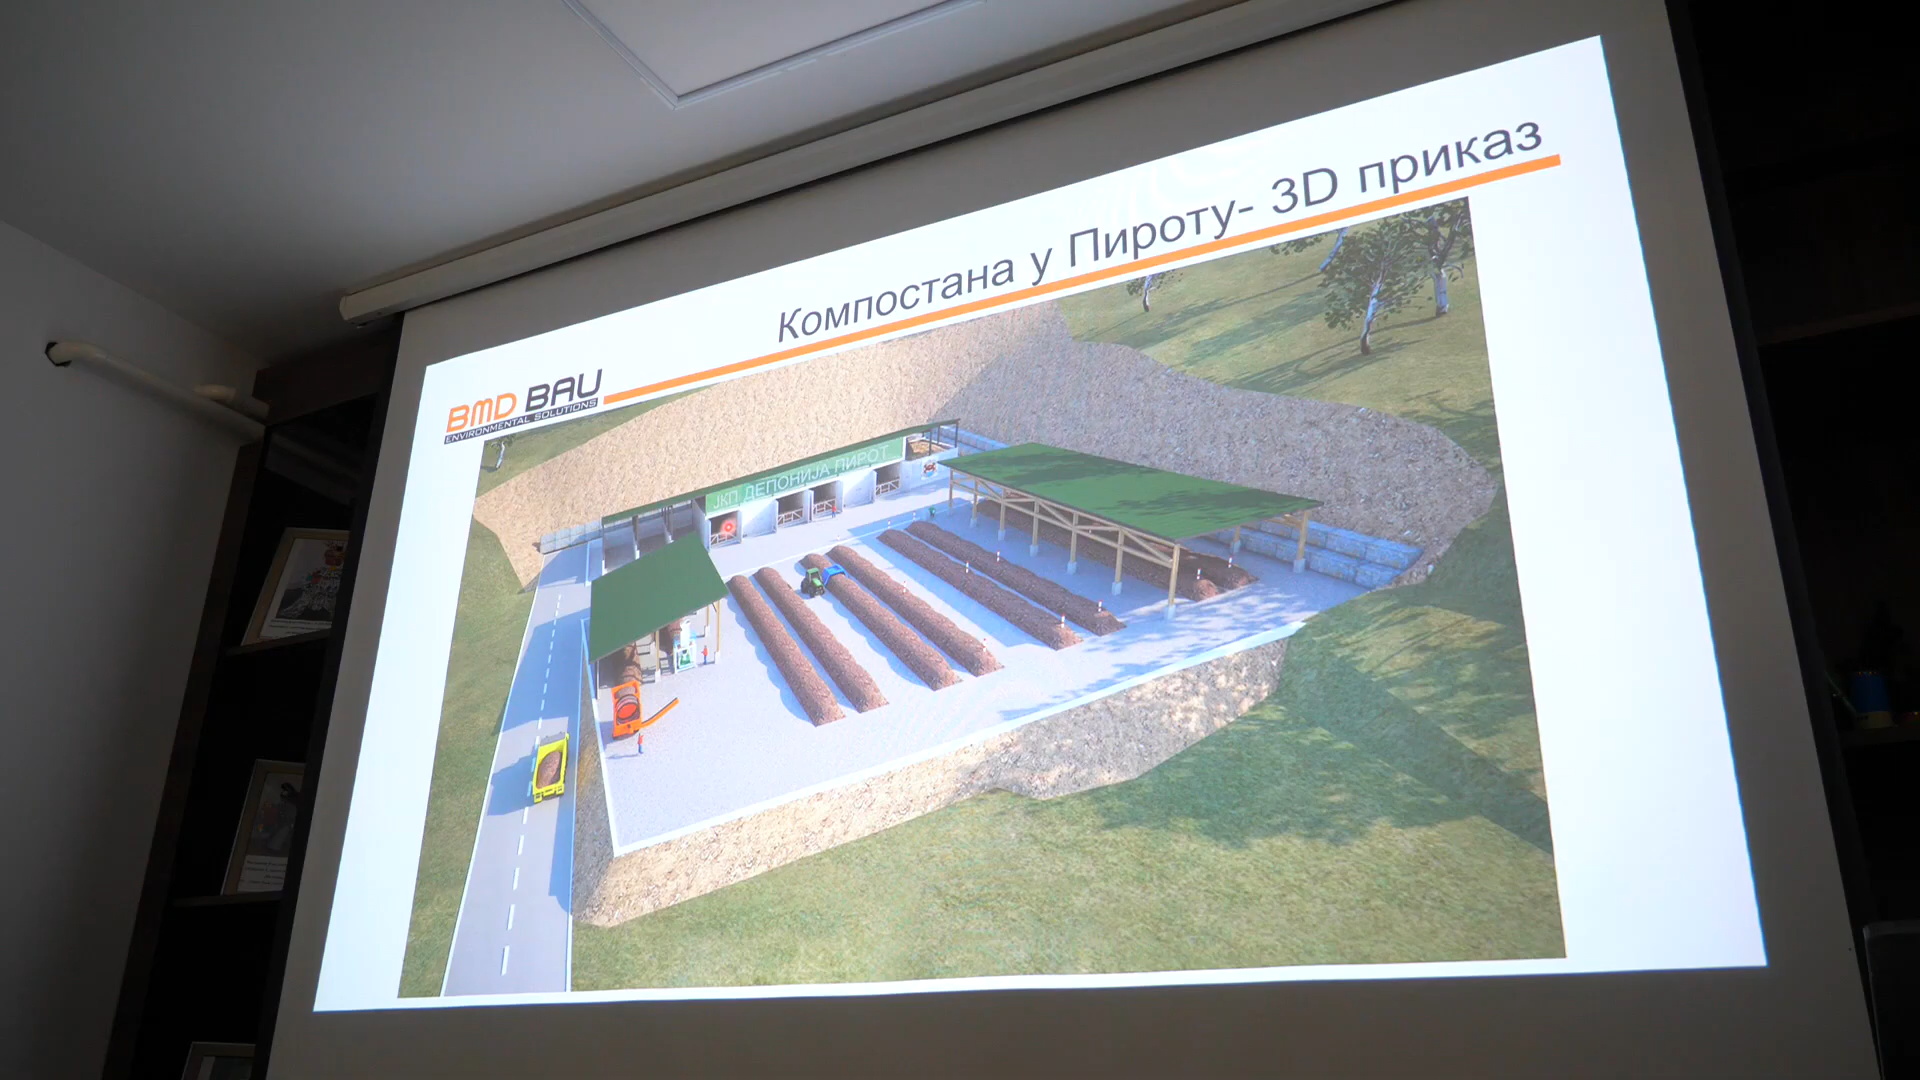 Компостана у Пироту- 3D приказ
BMD BAU
ENVIRONMENTAL SOLUTIONS
ЈКП ДЕПОНИЈА ПИРОТ